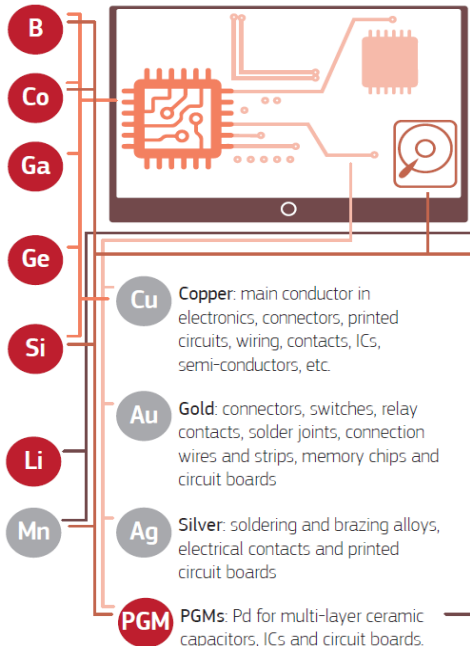 B
Co
Ga
Ge
Si
Li
Mn
Cu
Copper: main conductor in
electronics, connectors, printed
circuits, wiring, contacts, ICs,
semi-conductors, etc.
Au
Gold: connectors, switches, relay
contacts, solder joints, connection
wires and strips, memory chips and
circuit boards
Ag
Silver: soldering and brazing alloys,
electrical contacts and printed
circuit boards
PGM
PGMs: Pd for multi-layer ceramic
capacitors, ICs and circuit boards.